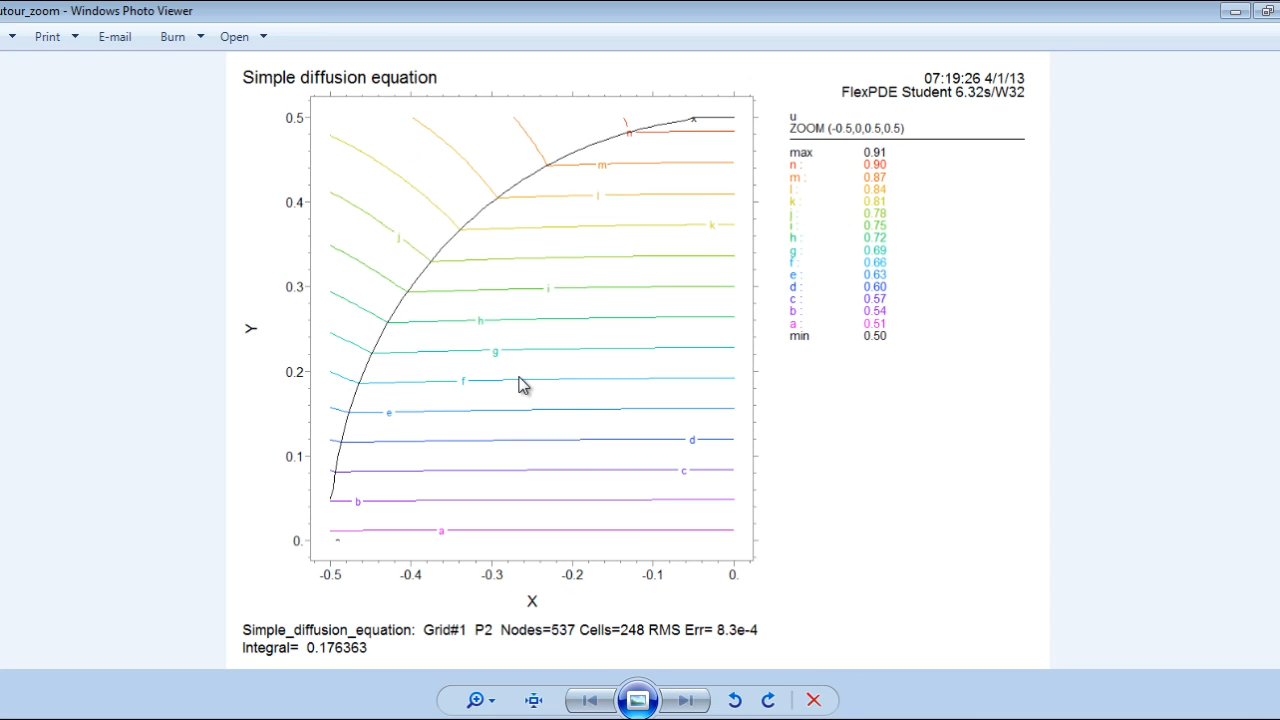 utour_zoom - Windows Photo Viewer
Print E-mail Burn Open
Simple diffusion equation
07:19:26 4/1/13
FlexPDE Student 6.32s/W32
u
ZOOM (-0.5,0,0.5,0.5)
max 0.91
n : 0.90
m : 0.87
l : 0.84
k : 0.81
j : 0.78
i : 0.75
h : 0.72
g : 0.69
f : 0.66
e : 0.63
d : 0.60
c : 0.57
b : 0.54
a : 0.51
min 0.50
0.5
0.4
0.3
0.2
0.1
0.
Y
x
n
m
l
k
j
i
h
g
f
e
d
c
b
a
-0.5 -0.4 -0.3 -0.2 -0.1 0.
X
Simple_diffusion_equation: Grid#1 P2 Nodes=537 Cells=248 RMS Err= 8.3e-4
Integral= 0.176363